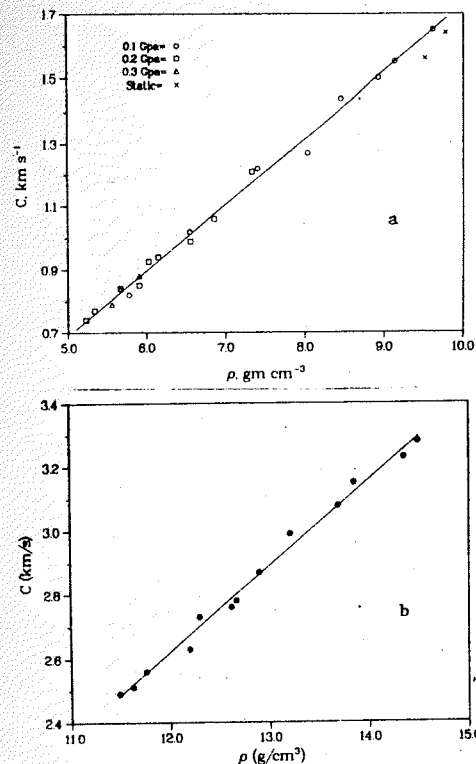 1.7
0.1 Gpa= ○
0.2 Gpa= □
0.3 Gpa= △
Static= ×
1.5
C, km s⁻¹
1.3
1.1
a
0.9
0.7
5.0 6.0 7.0 8.0 9.0 10.0
ρ, gm cm⁻³
3.4
3.2
3.0
C (km/s)
2.8
b
2.6
2.4
11.0 12.0 13.0 14.0 15.0
ρ (g/cm³)